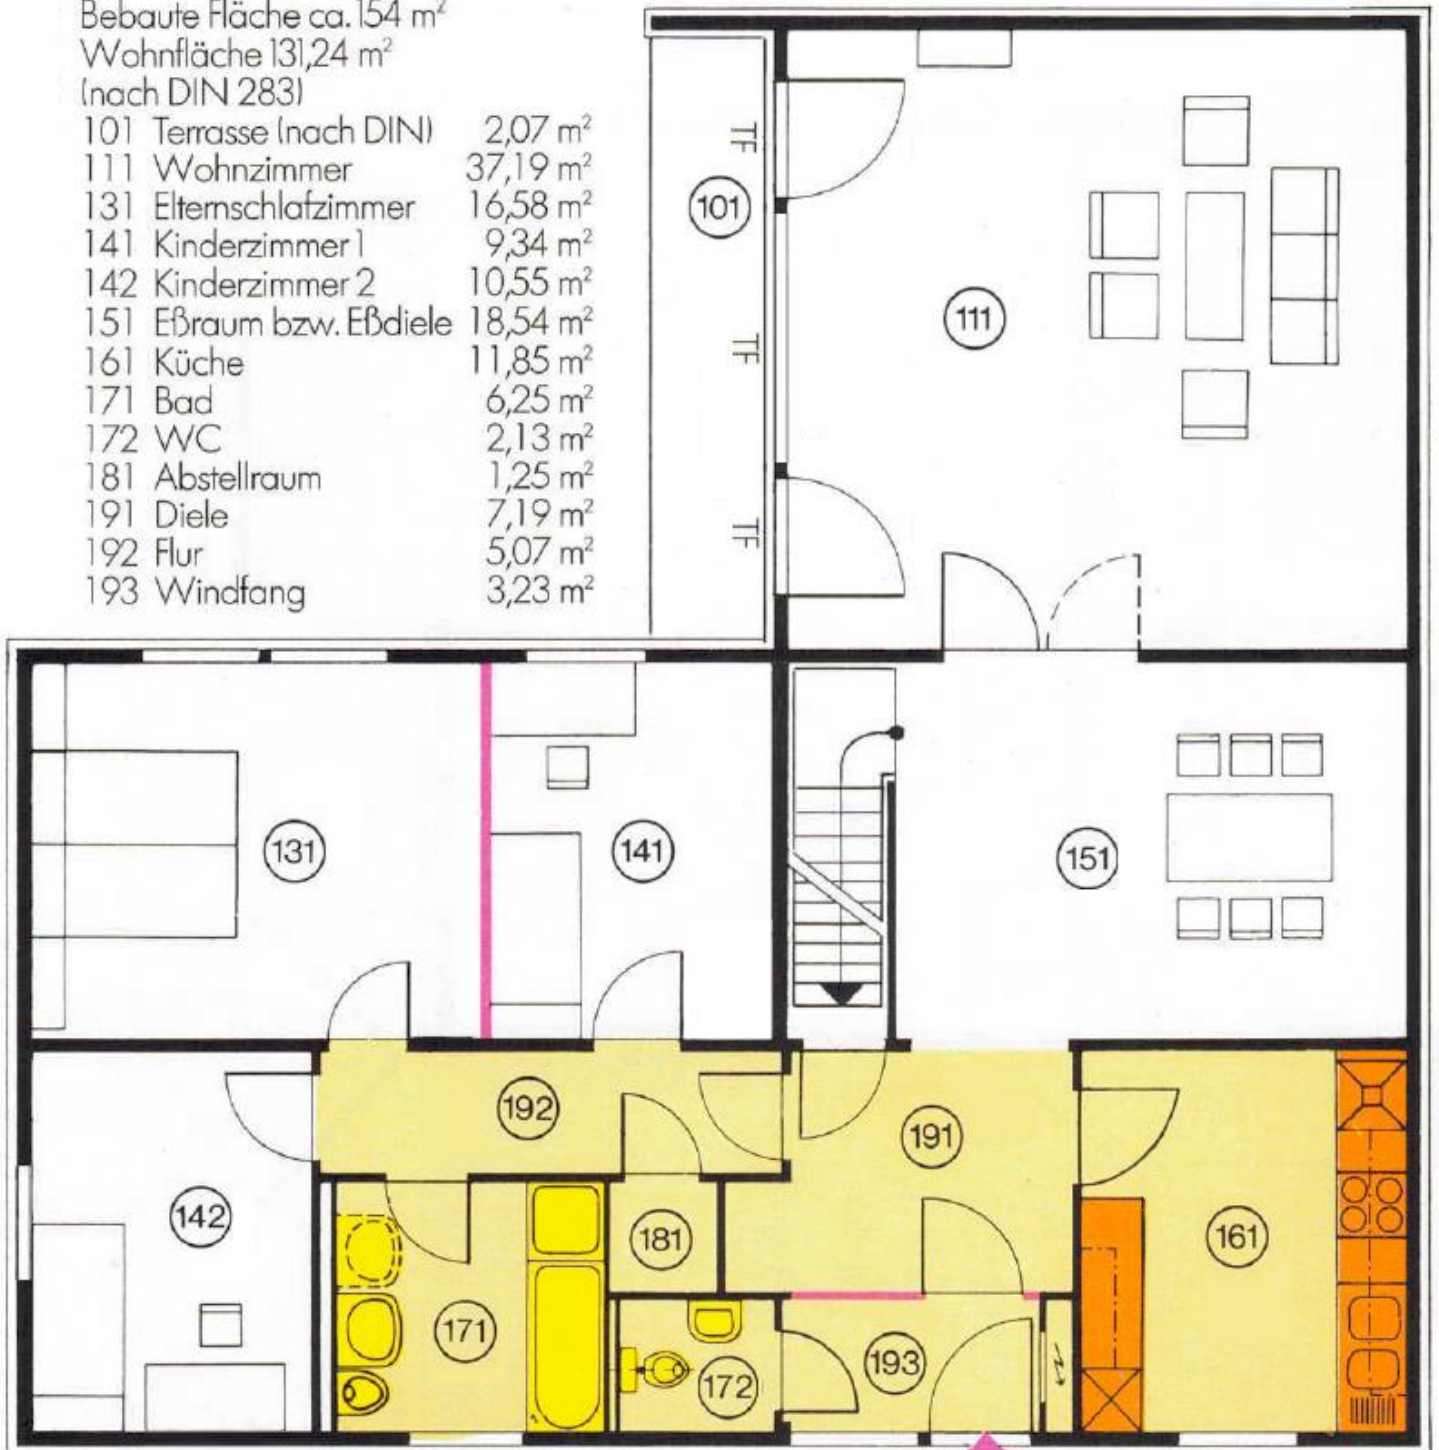 Bebaute Fläche ca. 154 m²
Wohnfläche 131,24 m²
(nach DIN 283)
101 Terrasse (nach DIN) 2,07 m²
111 Wohnzimmer 37,19 m²
131 Elternschlafzimmer 16,58 m²
141 Kinderzimmer 1 9,34 m²
142 Kinderzimmer 2 10,55 m²
151 Eßraum bzw. Eßdiele 18,54 m²
161 Küche 11,85 m²
171 Bad 6,25 m²
172 WC 2,13 m²
181 Abstellraum 1,25 m²
191 Diele 7,19 m²
192 Flur 5,07 m²
193 Windfang 3,23 m²
TF
101
TF
TF
111
131
141
151
192
191
142
181
161
171
172
193